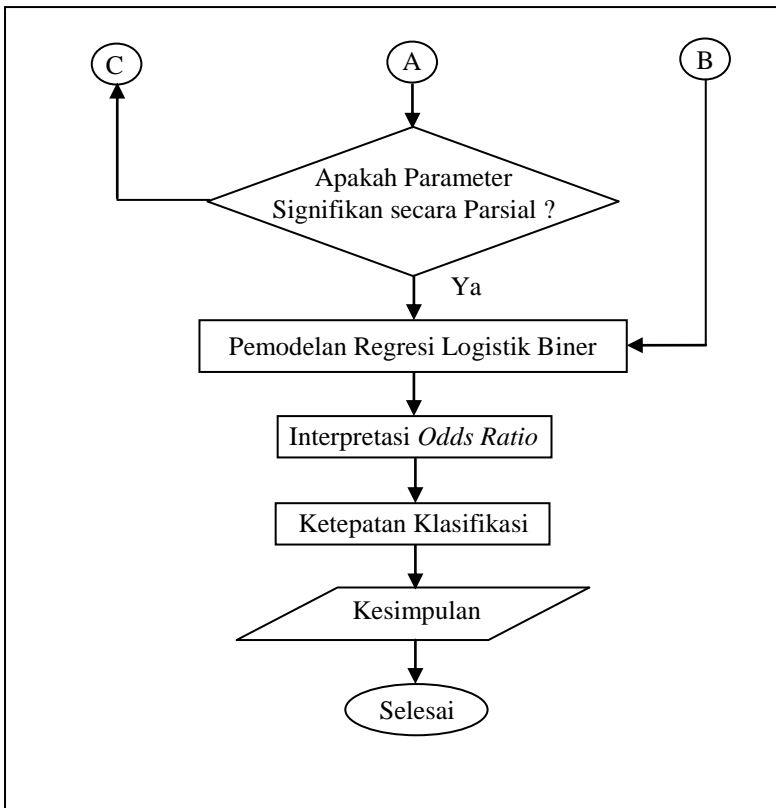 C
A
B
Apakah Parameter
Signifikan secara Parsial ?
Ya
Pemodelan Regresi Logistik Biner
Interpretasi Odds Ratio
Ketepatan Klasifikasi
Kesimpulan
Selesai